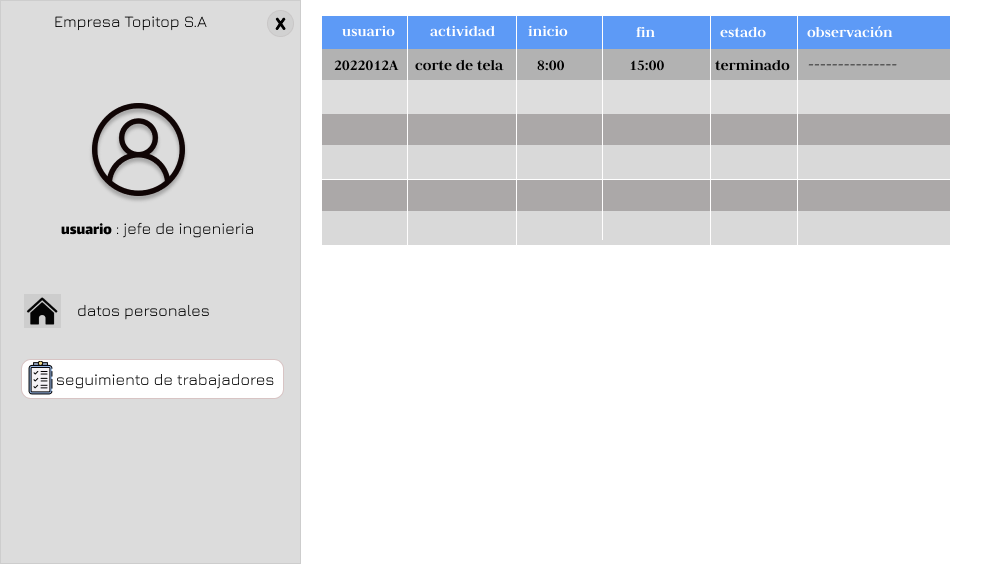 Empresa Topitop S.A
X
usuario : jefe de ingenieria
datos personales
seguimiento de trabajadores
usuario actividad inicio fin estado observación
2022012A corte de tela 8:00 15:00 terminado ---------------